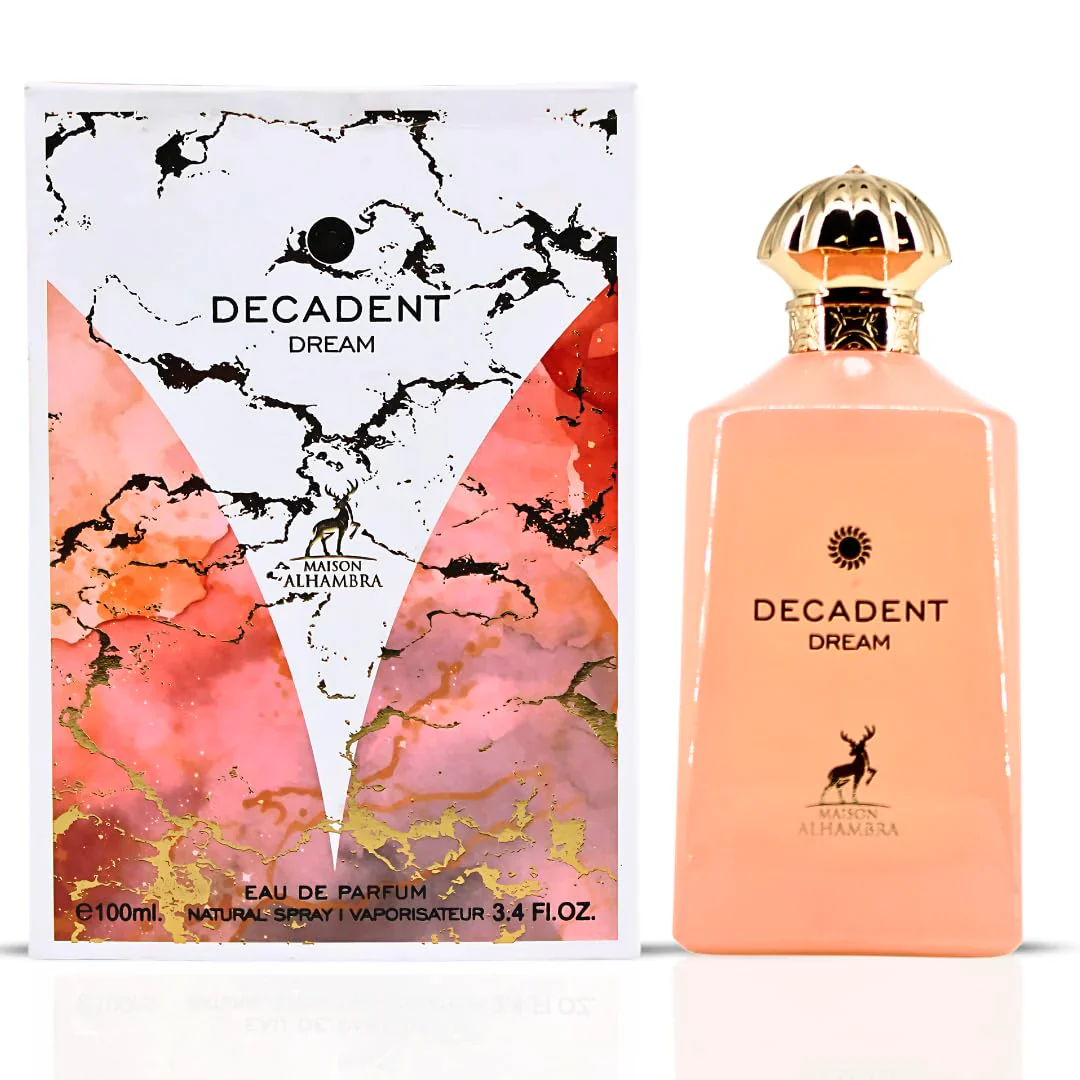 DECADENT
DREAM
MAISON
ALHAMBRA
EAU DE PARFUM
℮100ml. NATURAL SPRAY I VAPORISATEUR 3.4 Fl.OZ.
DECADENT
DREAM
MAISON
ALHAMBRA